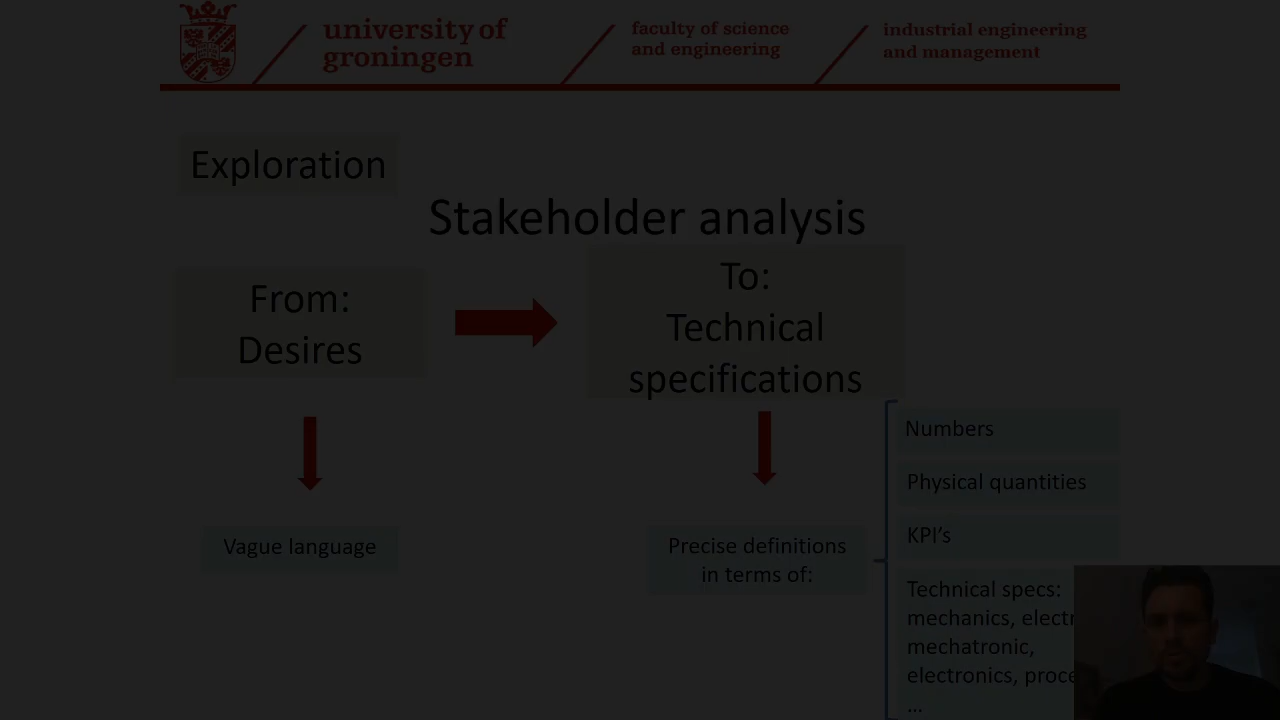 university of
groningen
faculty of science
and engineering
industrial engineering
and management
Exploration
Stakeholder analysis
From:
Desires
To:
Technical
specifications
Vague language
Precise definitions
in terms of:
Numbers
Physical quantities
KPI's
Technical specs:
mechanics, electr
mechatronic,
electronics, proce
...